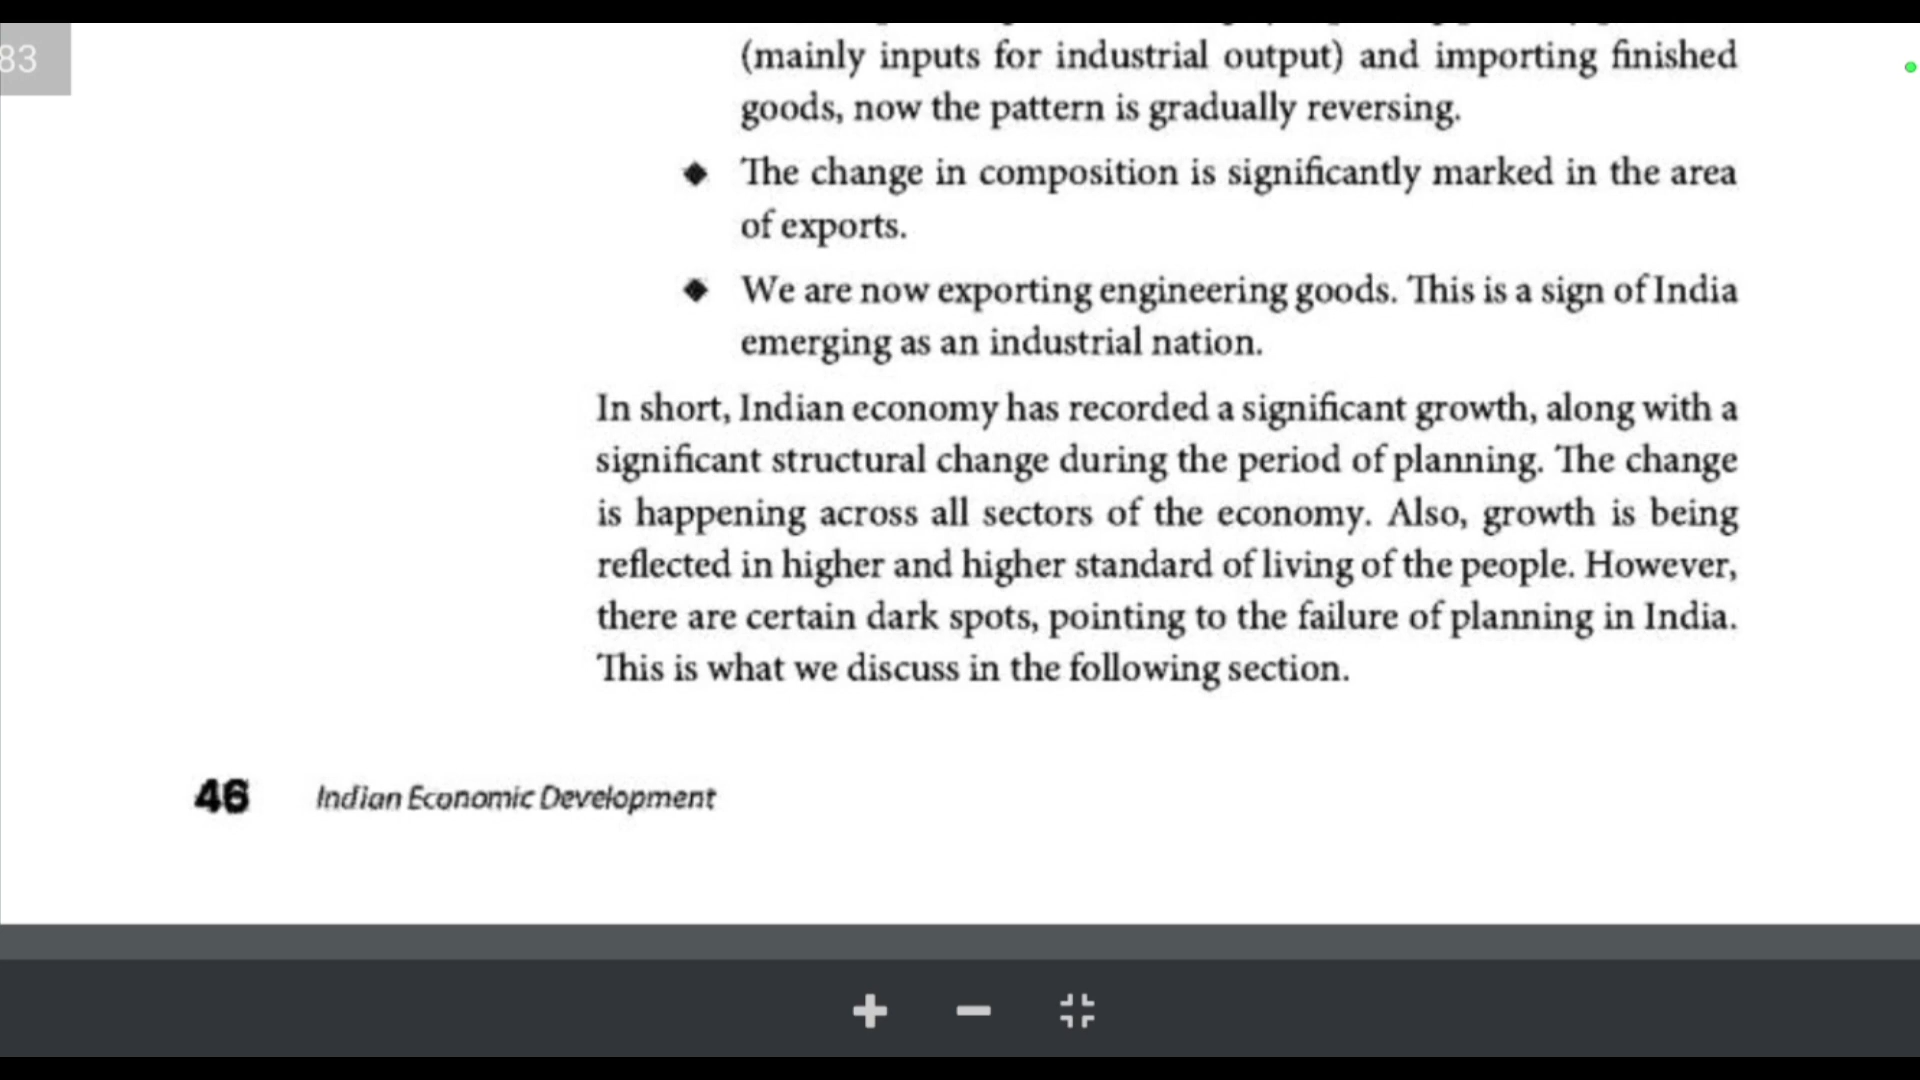 83
(mainly inputs for industrial output) and importing finished
goods, now the pattern is gradually reversing.
◆ The change in composition is significantly marked in the area
of exports.
◆ We are now exporting engineering goods. This is a sign of India
emerging as an industrial nation.
In short, Indian economy has recorded a significant growth, along with a
significant structural change during the period of planning. The change
is happening across all sectors of the economy. Also, growth is being
reflected in higher and higher standard of living of the people. However,
there are certain dark spots, pointing to the failure of planning in India.
This is what we discuss in the following section.
46 Indian Economic Development